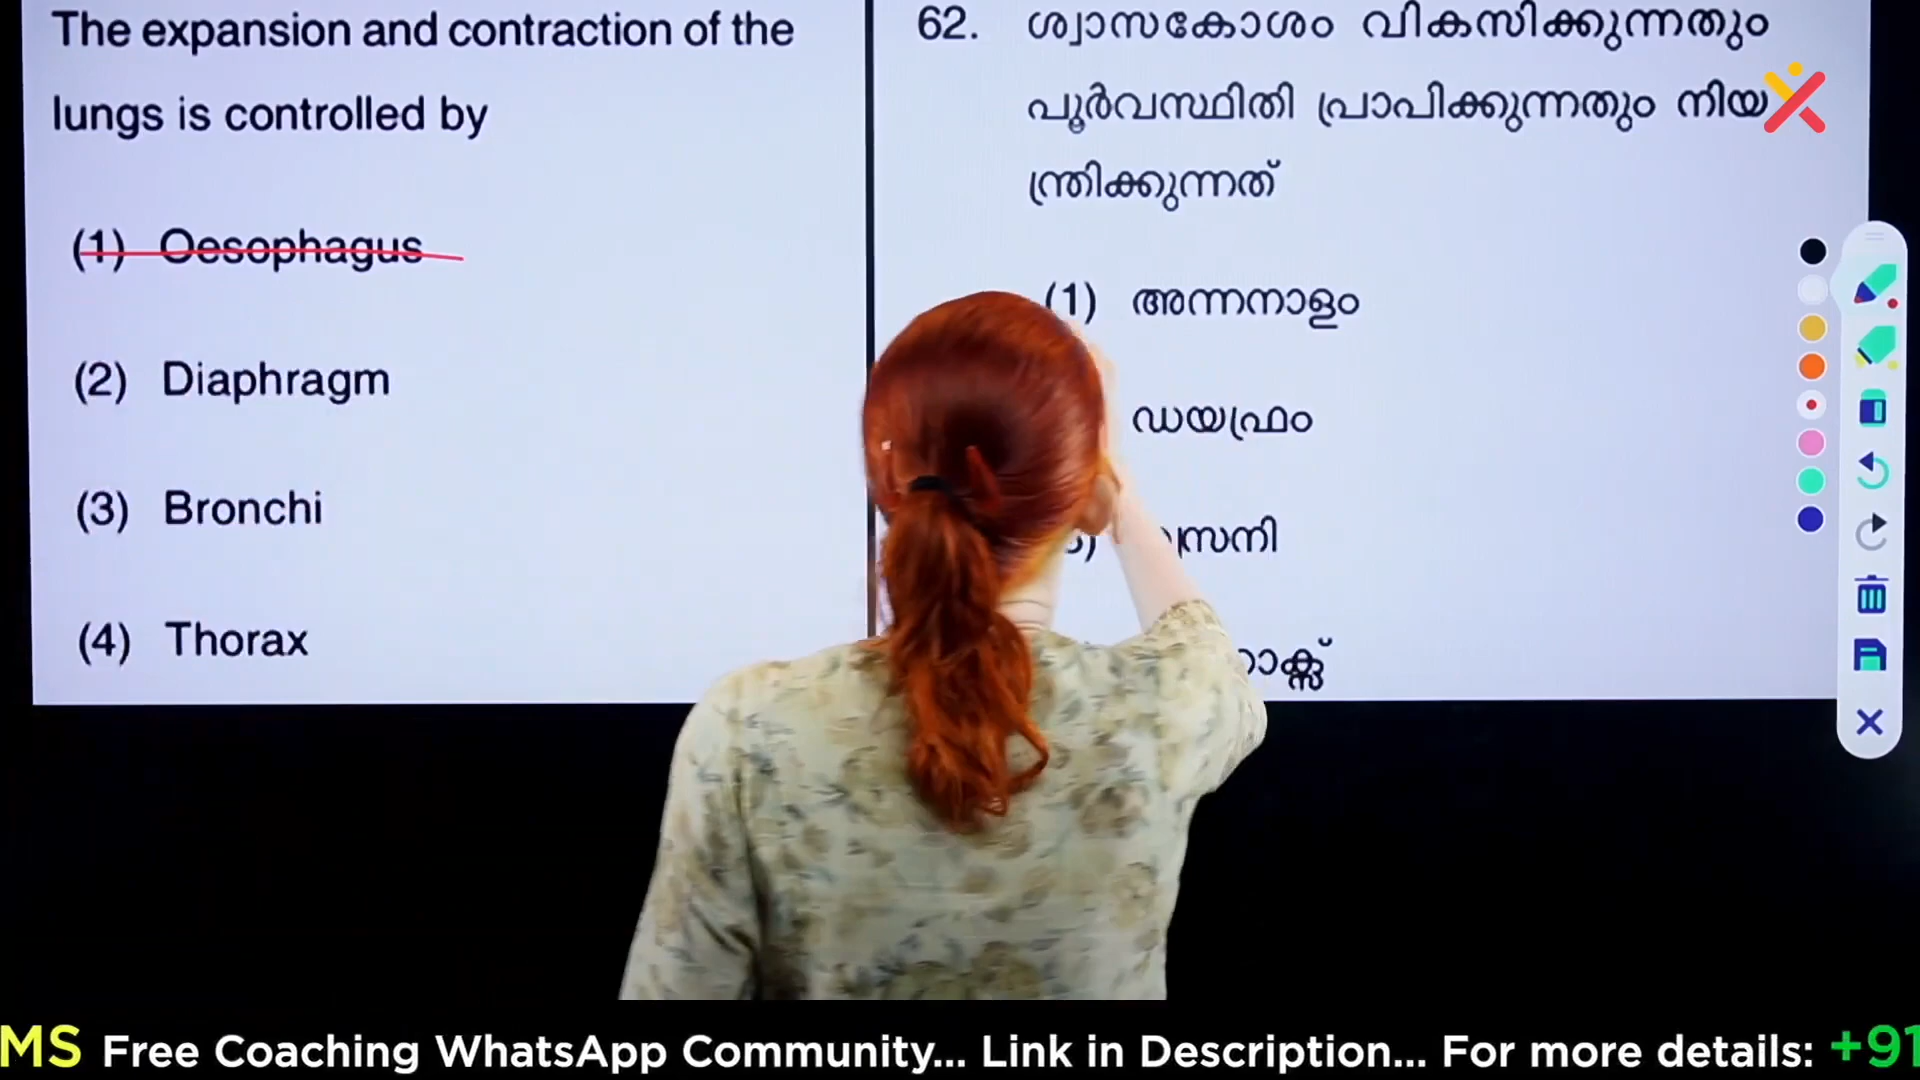 The expansion and contraction of the
lungs is controlled by
(1) Oesophagus
(2) Diaphragm
(3) Bronchi
(4) Thorax
62. ശ്വാസകോശം വികസിക്കുന്നതും
പൂർവസ്ഥിതി പ്രാപിക്കുന്നതും നിയ
ന്ത്രിക്കുന്നത്
(1) അന്നനാളം
ഡയഫ്രം
MS Free Coaching WhatsApp Community... Link in Description... For more details: +91